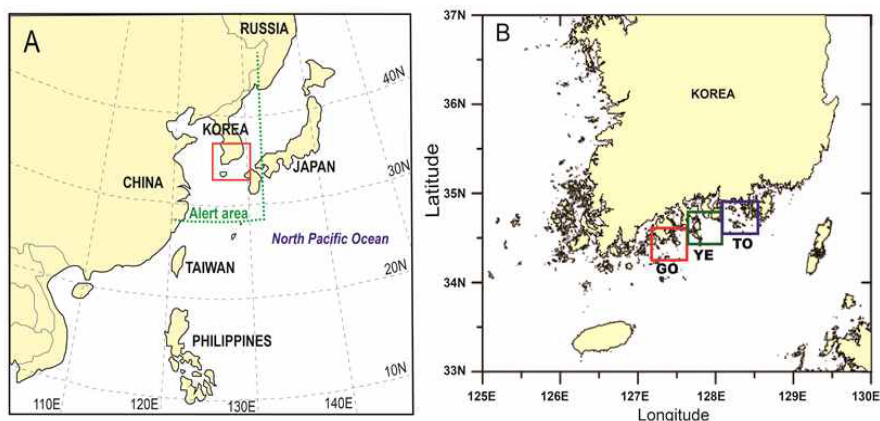 A
RUSSIA
40N
KOREA
JAPAN
30N
CHINA
Alert area
North Pacific Ocean
TAIWAN
20N
PHILIPPINES
10N
110E
120E
130E
140E
B
37N
KOREA
36N
Latitude
35N
GO
YE
TO
34N
33N
125E
126E
127E
128E
129E
130E
Longitude